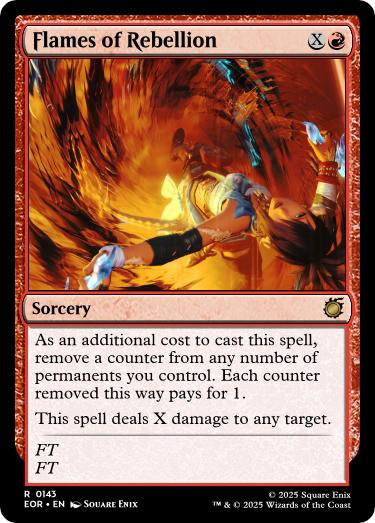 Flames of Rebellion X
Sorcery
As an additional cost to cast this spell,
remove a counter from any number of
permanents you control. Each counter
removed this way pays for 1.
This spell deals X damage to any target.
FT
FT
R 0143 © 2025 Square Enix
EOR • EN Square Enix ™ & © 2025 Wizards of the Coast